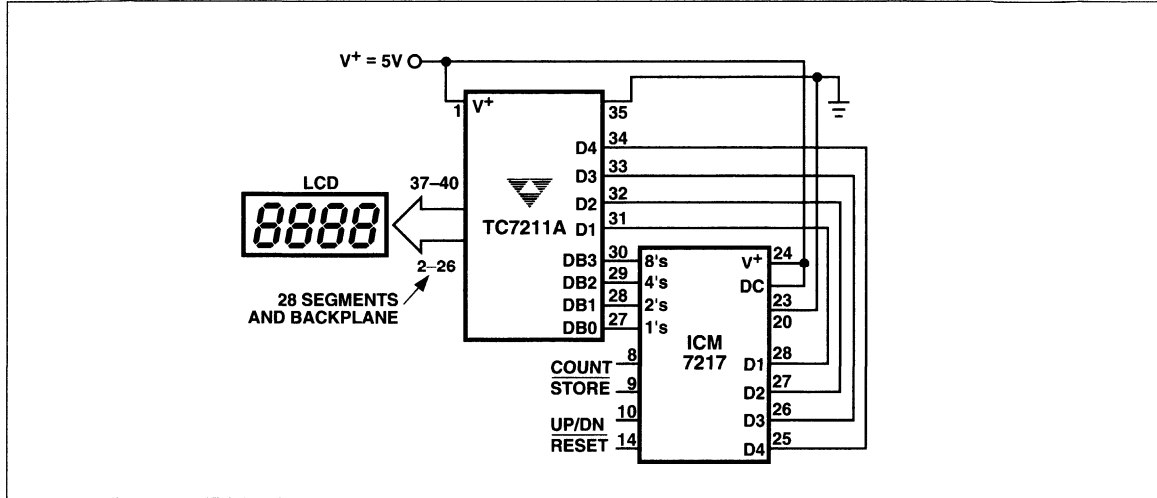 V+ = 5V
1 V+
35
D4 34
D3 33
D2 32
D1 31
TC7211A
LCD
8888
37–40
2–26
28 SEGMENTS
AND BACKPLANE
DB3 30 8's
DB2 29 4's
DB1 28 2's
DB0 27 1's
V+ 24
DC
23
20
ICM
7217
COUNT 8
STORE 9
UP/DN 10
RESET 14
D1 28
D2 27
D3 26
D4 25